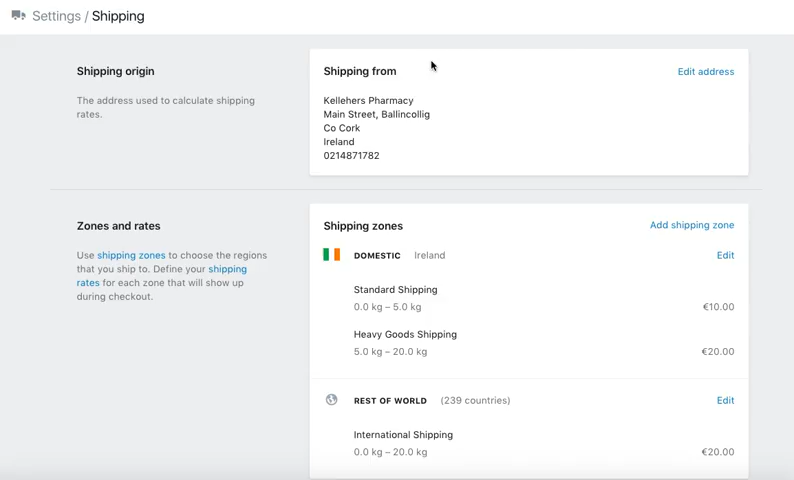 Settings / Shipping
Shipping origin
The address used to calculate shipping
rates.
Shipping from
Edit address
Kellehers Pharmacy
Main Street, Ballincollig
Co Cork
Ireland
0214871782
Zones and rates
Use shipping zones to choose the regions
that you ship to. Define your shipping
rates for each zone that will show up
during checkout.
Shipping zones
Add shipping zone
DOMESTIC Ireland
Edit
Standard Shipping
0.0 kg – 5.0 kg
€10.00
Heavy Goods Shipping
5.0 kg – 20.0 kg
€20.00
REST OF WORLD (239 countries)
Edit
International Shipping
0.0 kg – 20.0 kg
€20.00